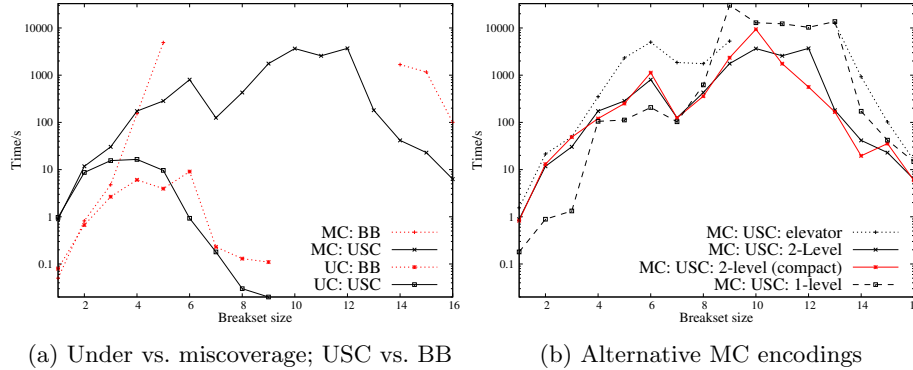 10000
1000
100
10
1
0.1
Time/s
MC: BB
MC: USC
UC: BB
UC: USC
2 4 6 8 10 12 14 16
Breakset size
(a) Under vs. miscoverage; USC vs. BB
10000
1000
100
10
1
0.1
Time/s
MC: USC: elevator
MC: USC: 2-Level
MC: USC: 2-level (compact)
MC: USC: 1-level
2 4 6 8 10 12 14 16
Breakset size
(b) Alternative MC encodings